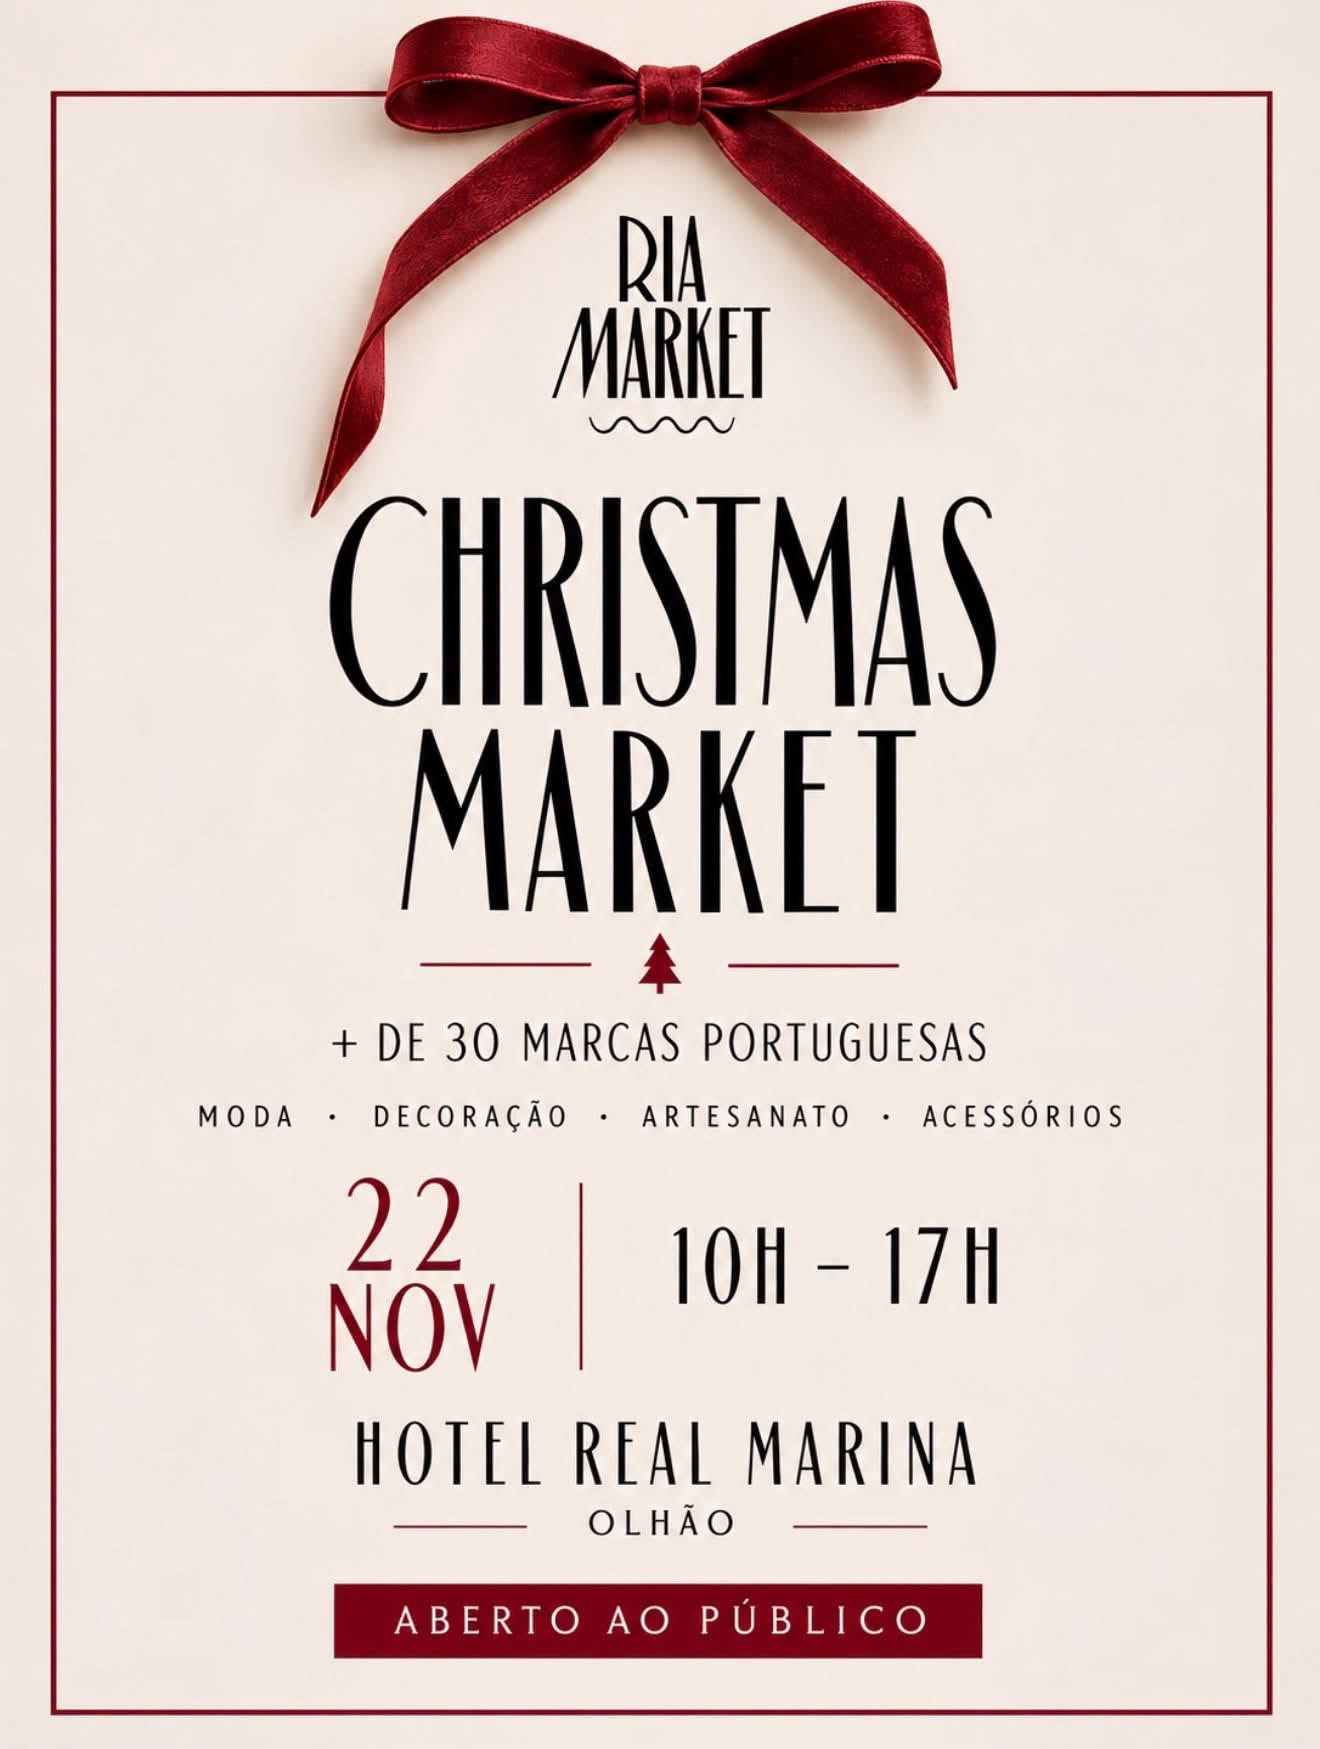 RIA
MARKET
CHRISTMAS
MARKET
+ DE 30 MARCAS PORTUGUESAS
MODA · DECORAÇÃO · ARTESANATO · ACESSÓRIOS
22
NOV
10H – 17H
HOTEL REAL MARINA
OLHÃO
ABERTO AO PÚBLICO